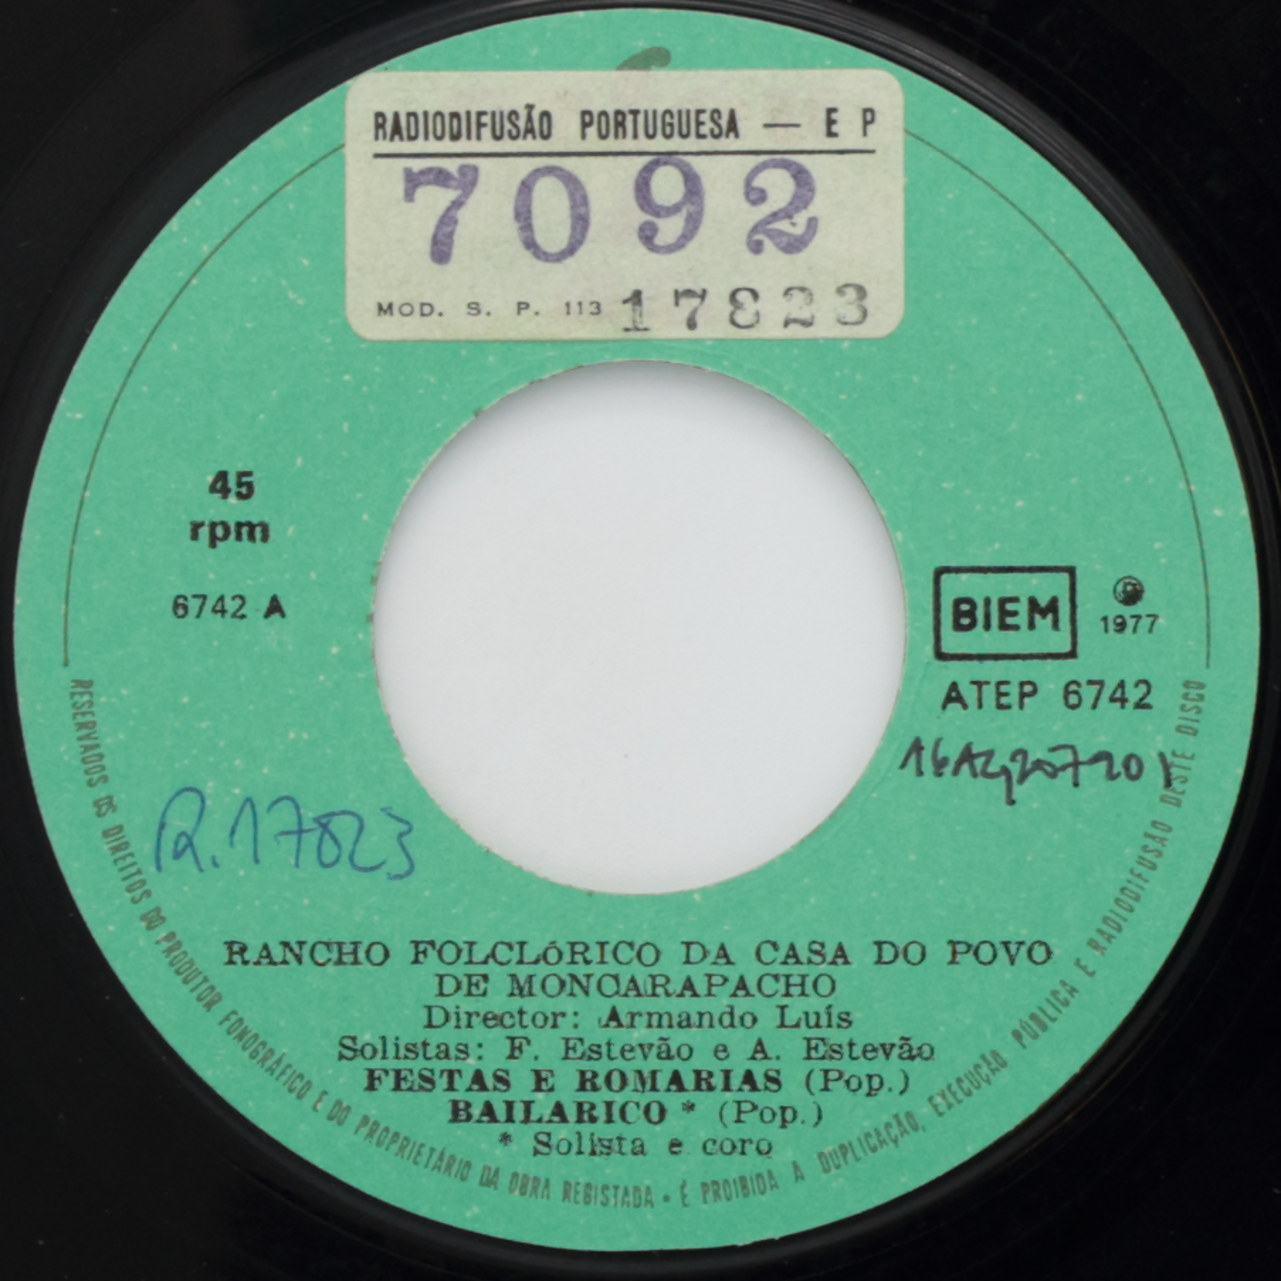 RADIODIFUSÃO PORTUGUESA — E P
7092
MOD. S. P. 113 17823
45
rpm
6742 A
BIEM
℗
1977
ATEP 6742
R.17823
RANCHO FOLCLÓRICO DA CASA DO POVO
DE MONCARAPACHO
Director: Armando Luís
Solistas: F. Estevão e A. Estevão
FESTAS E ROMARIAS (Pop.)
BAILARICO * (Pop.)
* Solista e coro
RESERVADOS OS DIREITOS DO PRODUTOR FONOGRÁFICO E DO PROPRIETÁRIO DA OBRA REGISTADA • É PROIBIDA A DUPLICAÇÃO, EXECUÇÃO PÚBLICA E RADIODIFUSÃO DESTE DISCO